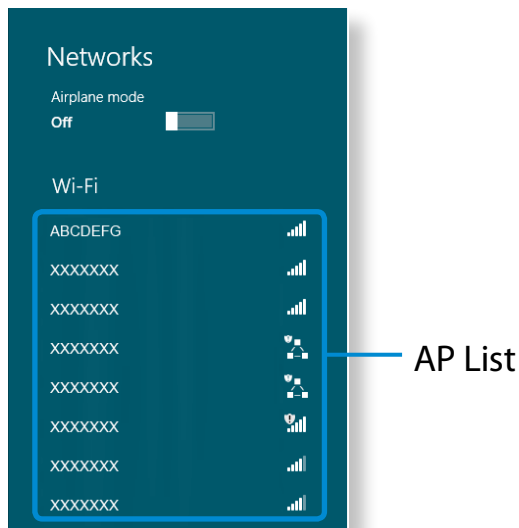 Networks
Airplane mode
Off
Wi-Fi
ABCDEFG
XXXXXXX
XXXXXXX
XXXXXXX
XXXXXXX
XXXXXXX
XXXXXXX
XXXXXXX
AP List